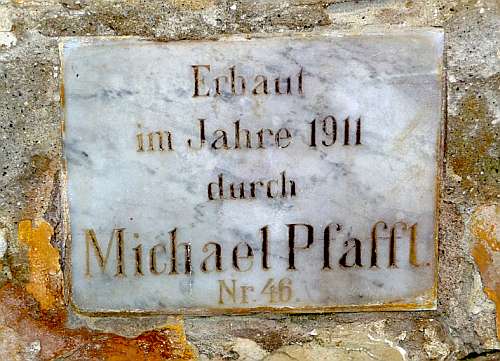 Erbaut
im Jahre 1911
durch
Michael Pfaffl.
Nr. 46.